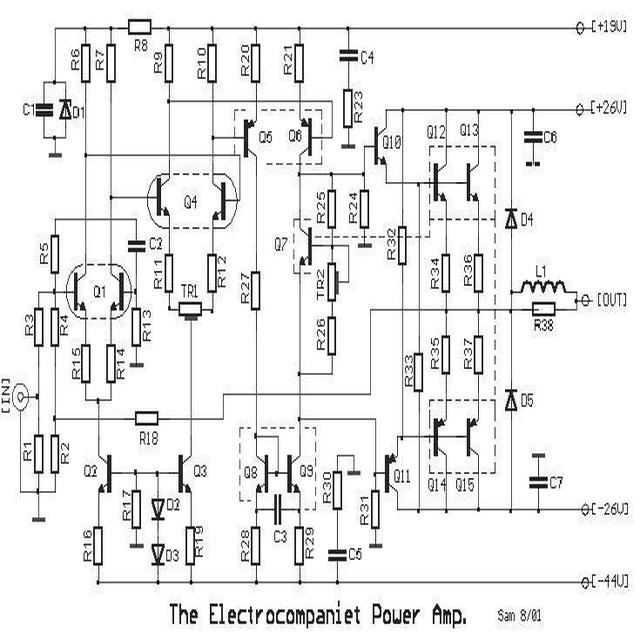 [+19V]
R8
R6
R7
R9
R10
R20
R21
C4
R23
C1
D1
[+26V]
Q5
Q6
Q10
Q12
Q13
C6
Q4
R25
R24
D4
R5
C2
Q7
R32
R11
R12
R34
R36
L1
Q1
TR1
R27
TR2
[OUT]
R3
R4
R13
R26
R38
R15
R14
R33
R35
R37
[IN]
R18
D5
R1
R2
Q2
Q3
Q8
Q9
R30
Q11
Q14
Q15
C7
R17
D2
R31
[-26V]
R16
D3
R19
R28
C3
R29
C5
[-44V]
The Electrocompaniet Power Amp.
Sam 8/01